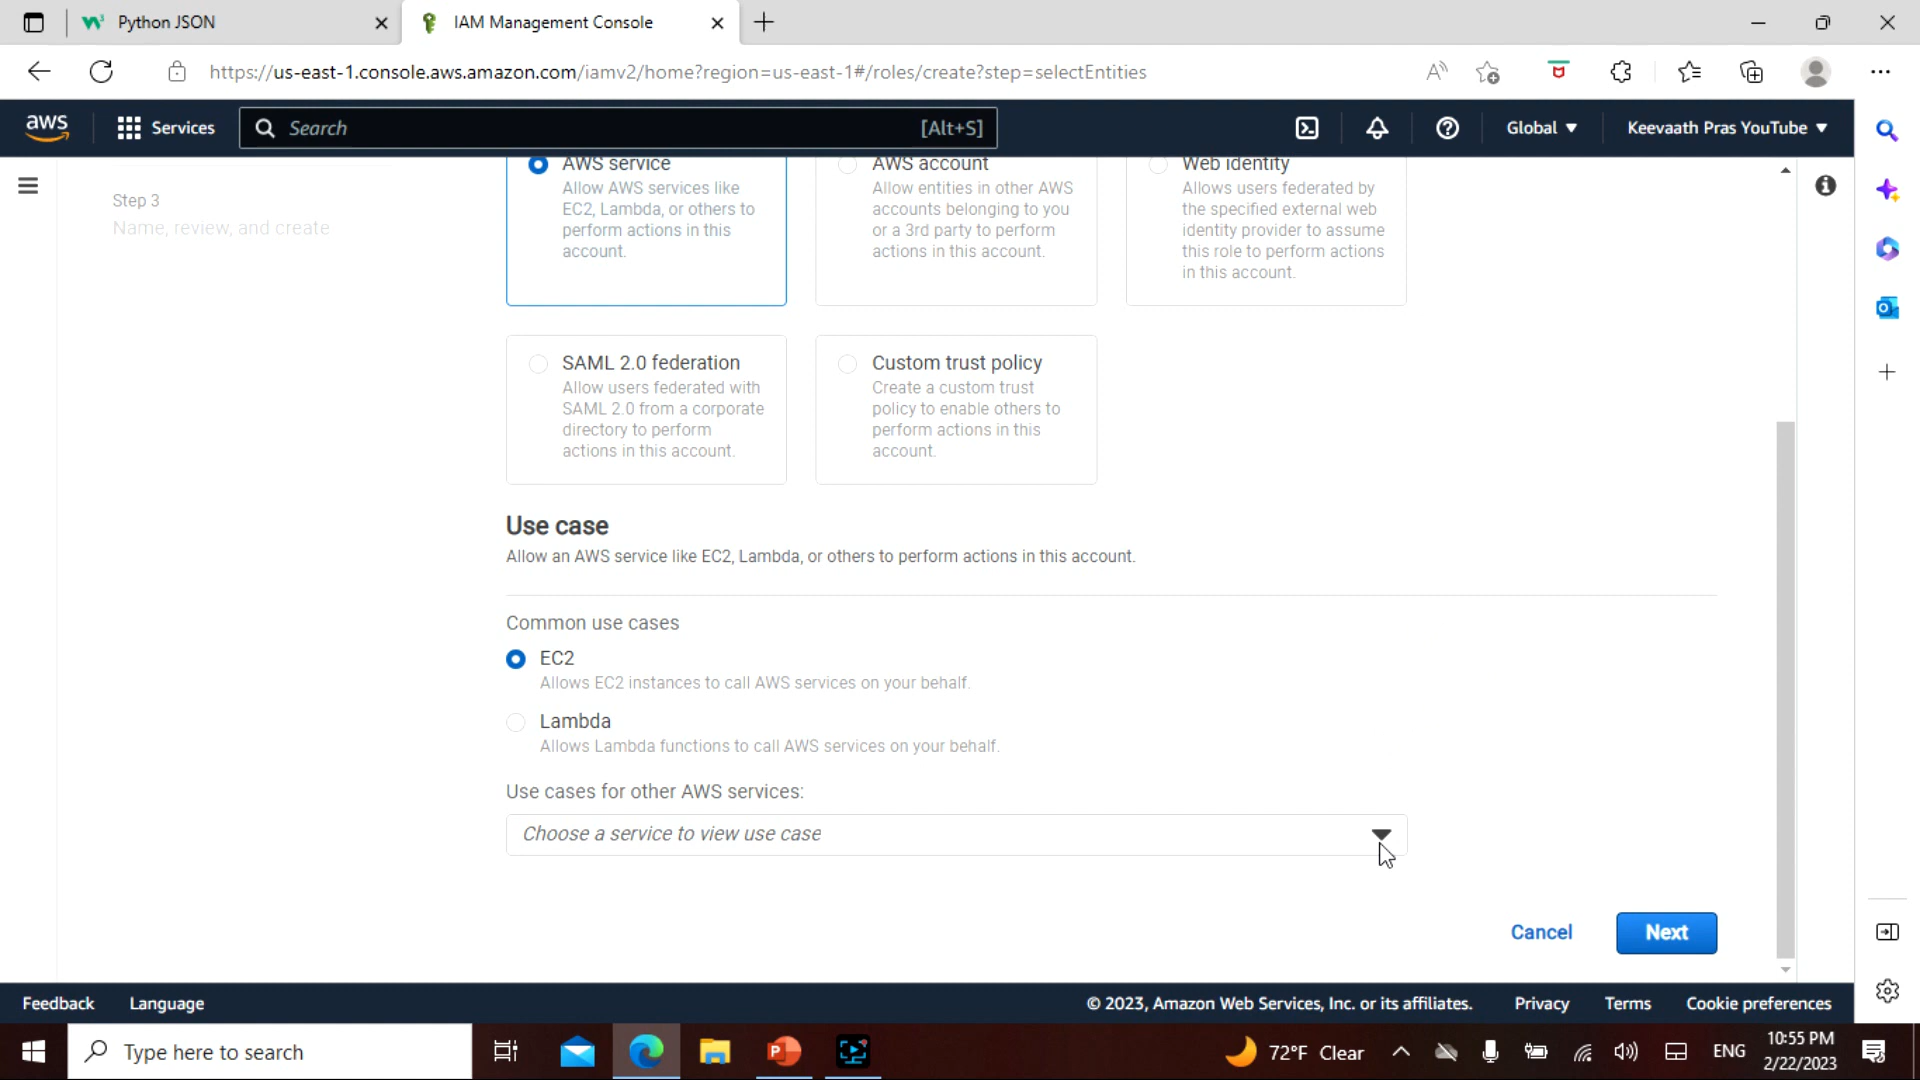 Python JSON
IAM Management Console
https://us-east-1.console.aws.amazon.com/iamv2/home?region=us-east-1#/roles/create?step=selectEntities
aws
Services
Search
[Alt+S]
Global
Keevaath Pras YouTube
Step 3
Name, review, and create
AWS service
Allow AWS services like
EC2, Lambda, or others to
perform actions in this
account.
AWS account
Allow entities in other AWS
accounts belonging to you
or a 3rd party to perform
actions in this account.
Web identity
Allows users federated by
the specified external web
identity provider to assume
this role to perform actions
in this account.
SAML 2.0 federation
Allow users federated with
SAML 2.0 from a corporate
directory to perform
actions in this account.
Custom trust policy
Create a custom trust
policy to enable others to
perform actions in this
account.
Use case
Allow an AWS service like EC2, Lambda, or others to perform actions in this account.
Common use cases
EC2
Allows EC2 instances to call AWS services on your behalf.
Lambda
Allows Lambda functions to call AWS services on your behalf.
Use cases for other AWS services:
Choose a service to view use case
Cancel
Next
Feedback
Language
© 2023, Amazon Web Services, Inc. or its affiliates.
Privacy
Terms
Cookie preferences
Type here to search
72°F Clear
ENG
10:55 PM
2/22/2023